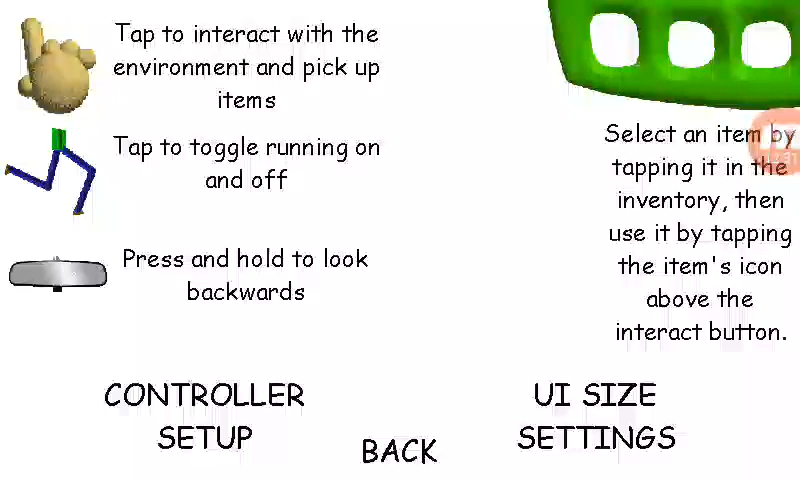 Tap to interact with the
environment and pick up
items
Tap to toggle running on
and off
Press and hold to look
backwards
Select an item by
tapping it in the
inventory, then
use it by tapping
the item's icon
above the
interact button.
CONTROLLER
SETUP
BACK
UI SIZE
SETTINGS